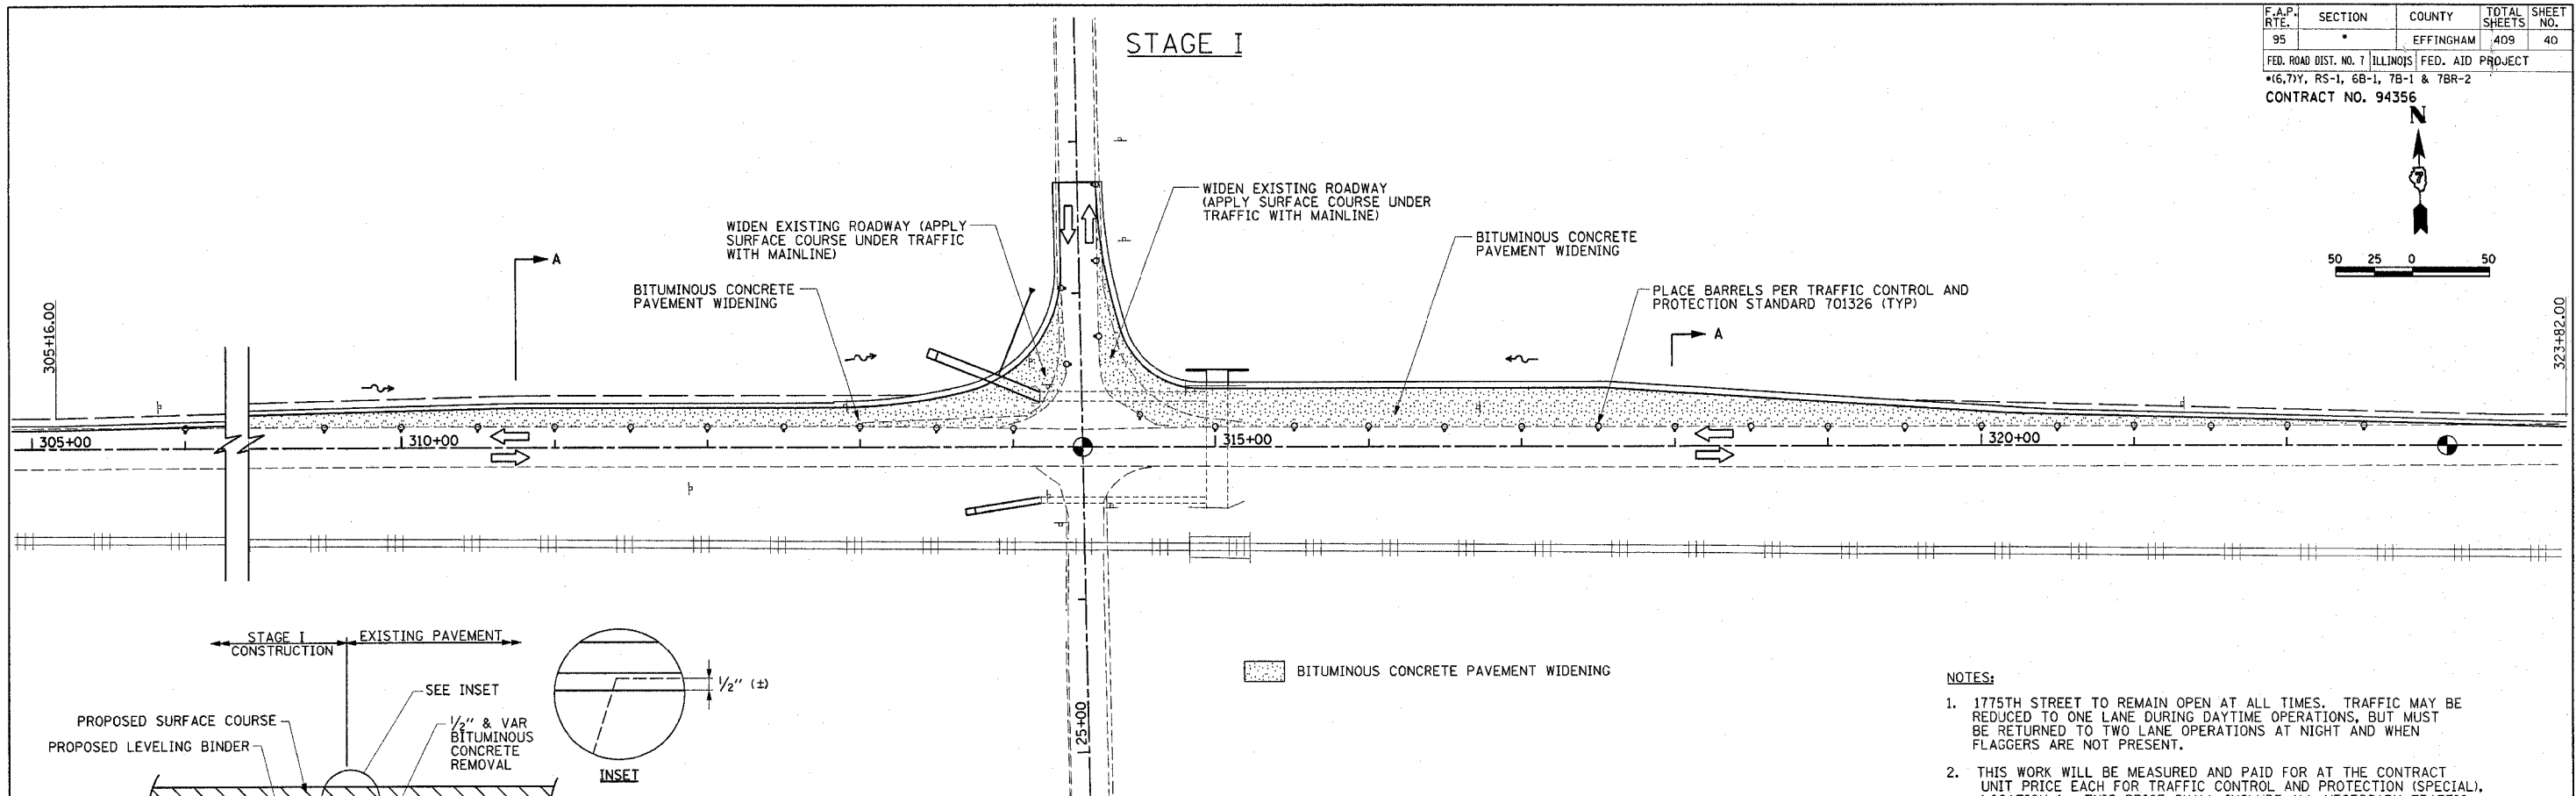 STAGE I
F.A.P. RTE. SECTION COUNTY TOTAL SHEETS SHEET NO.
95 * EFFINGHAM 409 40
FED. ROAD DIST. NO. 7 ILLINOIS FED. AID PROJECT
*(6,7)Y, RS-1, 6B-1, 7B-1 & 7BR-2
CONTRACT NO. 94356
N
7
50 25 0 50
WIDEN EXISTING ROADWAY
(APPLY SURFACE COURSE UNDER
TRAFFIC WITH MAINLINE)
WIDEN EXISTING ROADWAY (APPLY
SURFACE COURSE UNDER TRAFFIC
WITH MAINLINE)
BITUMINOUS CONCRETE
PAVEMENT WIDENING
A
BITUMINOUS CONCRETE
PAVEMENT WIDENING
PLACE BARRELS PER TRAFFIC CONTROL AND
PROTECTION STANDARD 701326 (TYP)
A
305+16.00
323+82.00
305+00
310+00
315+00
320+00
125+00
STAGE I
CONSTRUCTION
EXISTING PAVEMENT
SEE INSET
1/2" (±)
PROPOSED SURFACE COURSE
PROPOSED LEVELING BINDER
1/2" & VAR
BITUMINOUS
CONCRETE
REMOVAL
INSET
BITUMINOUS CONCRETE PAVEMENT WIDENING
NOTES:
1. 1775TH STREET TO REMAIN OPEN AT ALL TIMES. TRAFFIC MAY BE
REDUCED TO ONE LANE DURING DAYTIME OPERATIONS, BUT MUST
BE RETURNED TO TWO LANE OPERATIONS AT NIGHT AND WHEN
FLAGGERS ARE NOT PRESENT.
2. THIS WORK WILL BE MEASURED AND PAID FOR AT THE CONTRACT
UNIT PRICE EACH FOR TRAFFIC CONTROL AND PROTECTION (SPECIAL),